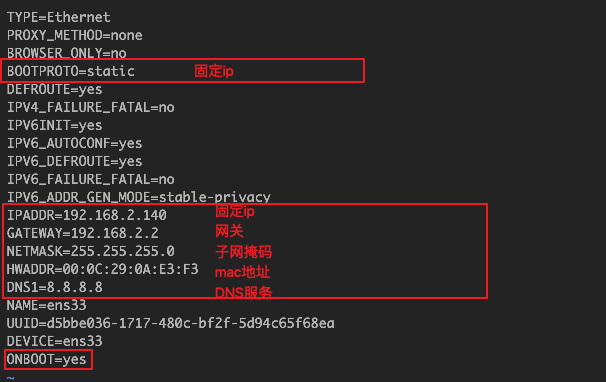 TYPE=Ethernet
PROXY_METHOD=none
BROWSER_ONLY=no
BOOTPROTO=static 固定ip
DEFROUTE=yes
IPV4_FAILURE_FATAL=no
IPV6INIT=yes
IPV6_AUTOCONF=yes
IPV6_DEFROUTE=yes
IPV6_FAILURE_FATAL=no
IPV6_ADDR_GEN_MODE=stable-privacy
IPADDR=192.168.2.140 固定ip
GATEWAY=192.168.2.2 网关
NETMASK=255.255.255.0 子网掩码
HWADDR=00:0C:29:0A:E3:F3 mac地址
DNS1=8.8.8.8 DNS服务
NAME=ens33
UUID=d5bbe036-1717-480c-bf2f-5d94c65f68ea
DEVICE=ens33
ONBOOT=yes
~